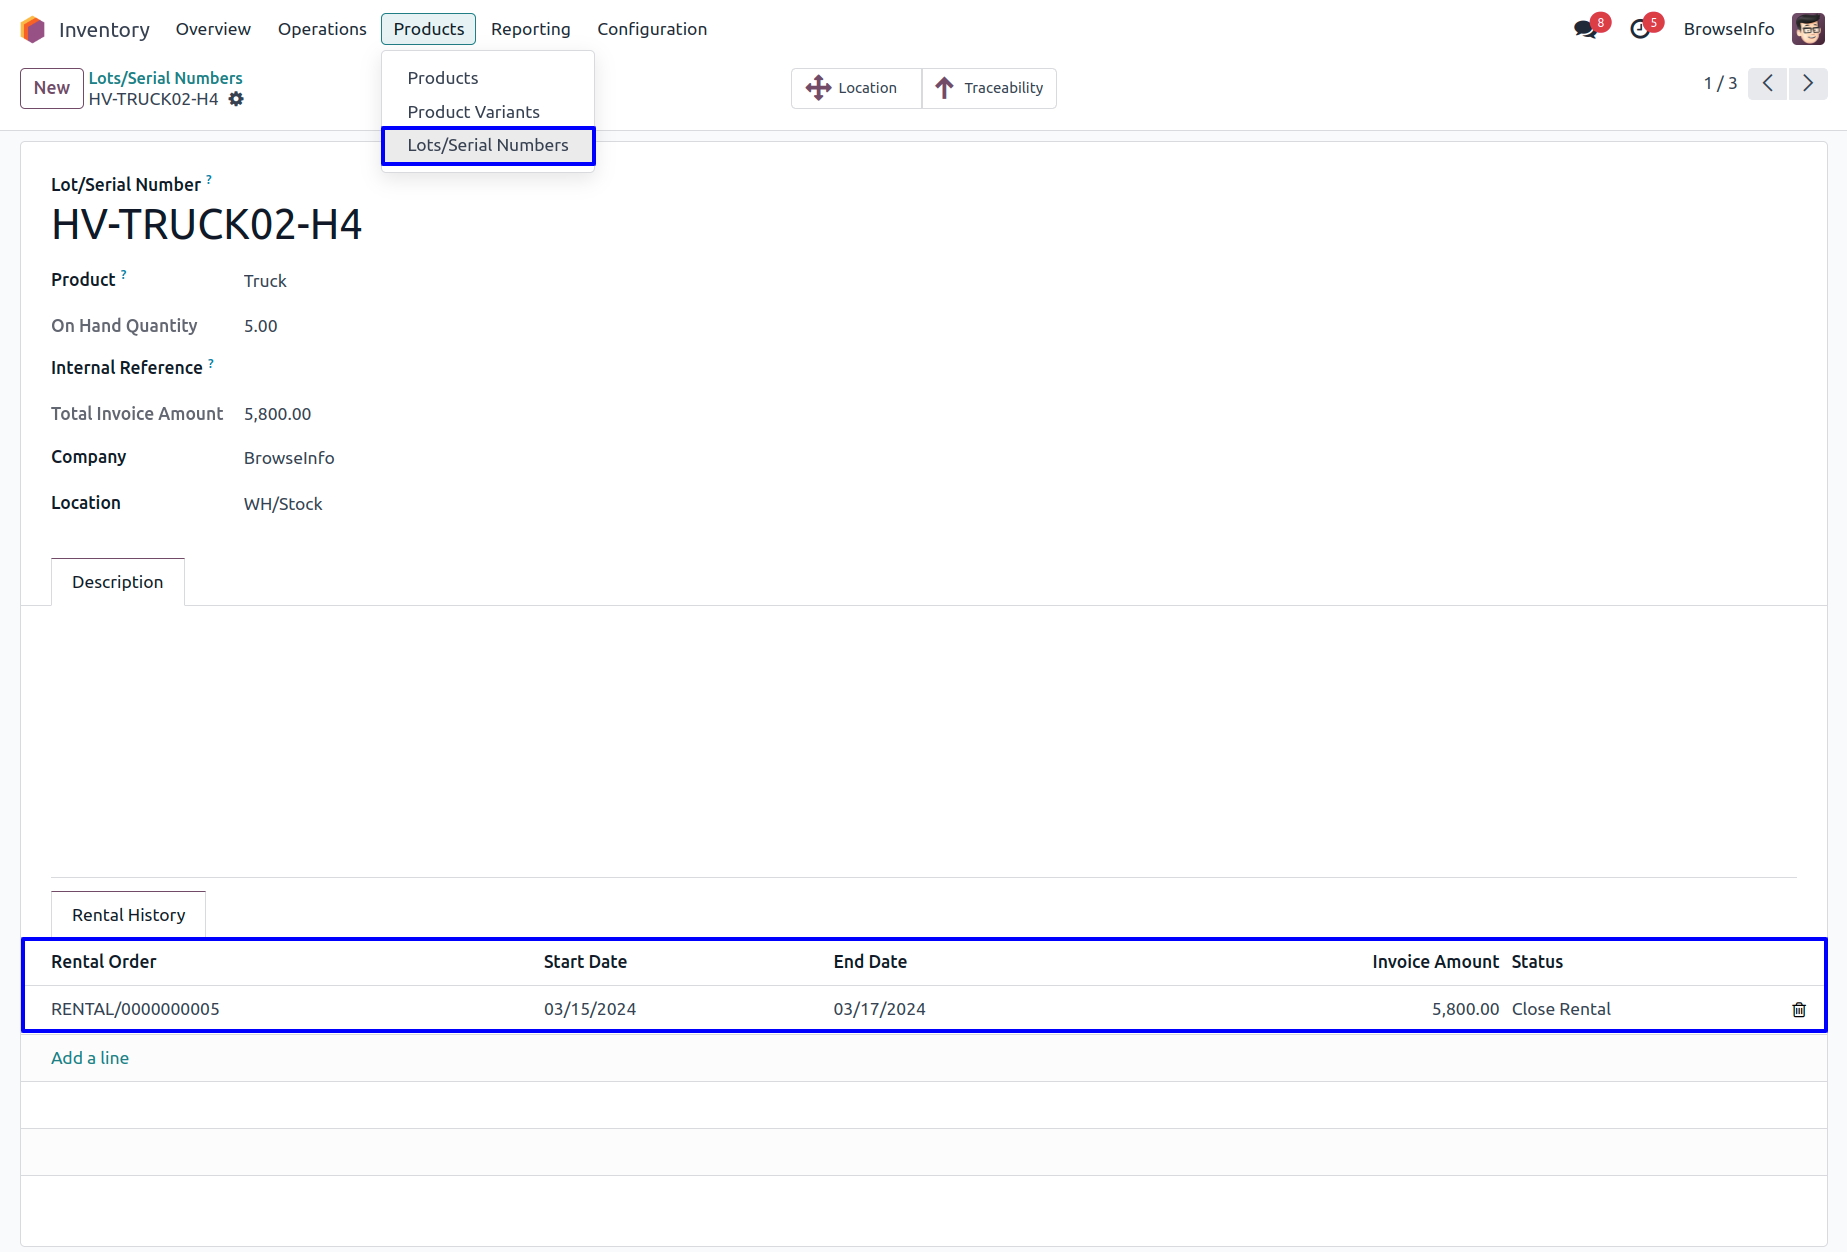 Inventory Overview Operations Products Reporting Configuration 8 5 BrowseInfo
New Lots/Serial Numbers
HV-TRUCK02-H4
Products
Product Variants
Lots/Serial Numbers
Location Traceability 1 / 3
Lot/Serial Number ?
HV-TRUCK02-H4
Product ? Truck
On Hand Quantity 5.00
Internal Reference ?
Total Invoice Amount 5,800.00
Company BrowseInfo
Location WH/Stock
Description
Rental History
Rental Order Start Date End Date Invoice Amount Status
RENTAL/0000000005 03/15/2024 03/17/2024 5,800.00 Close Rental
Add a line